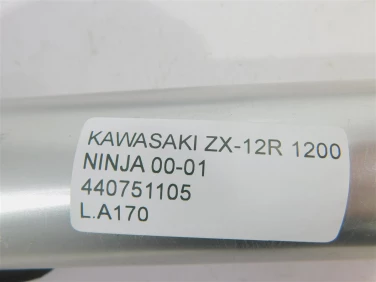 KAWASAKI ZX-12R 1200
NINJA 00-01
440751105
L.A170